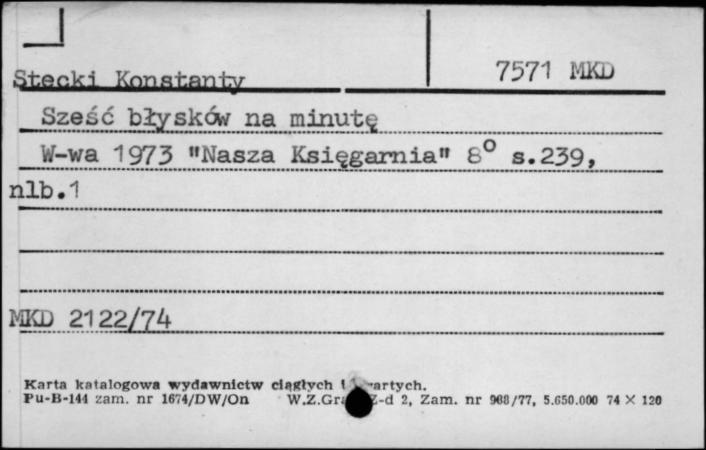 7571 MKD
Stecki Konstanty
Sześć błysków na minutę
W-wa 1973 "Nasza Księgarnia" 8° s.239,
nlb.1
MKD 2122/74
Karta katalogowa wydawnictw ciągłych
Pu-B-144 zam. nr 1674/DW/On W.Z.Gra Z-d 2, Zam. nr 968/77, 5.650.000 74 X 120